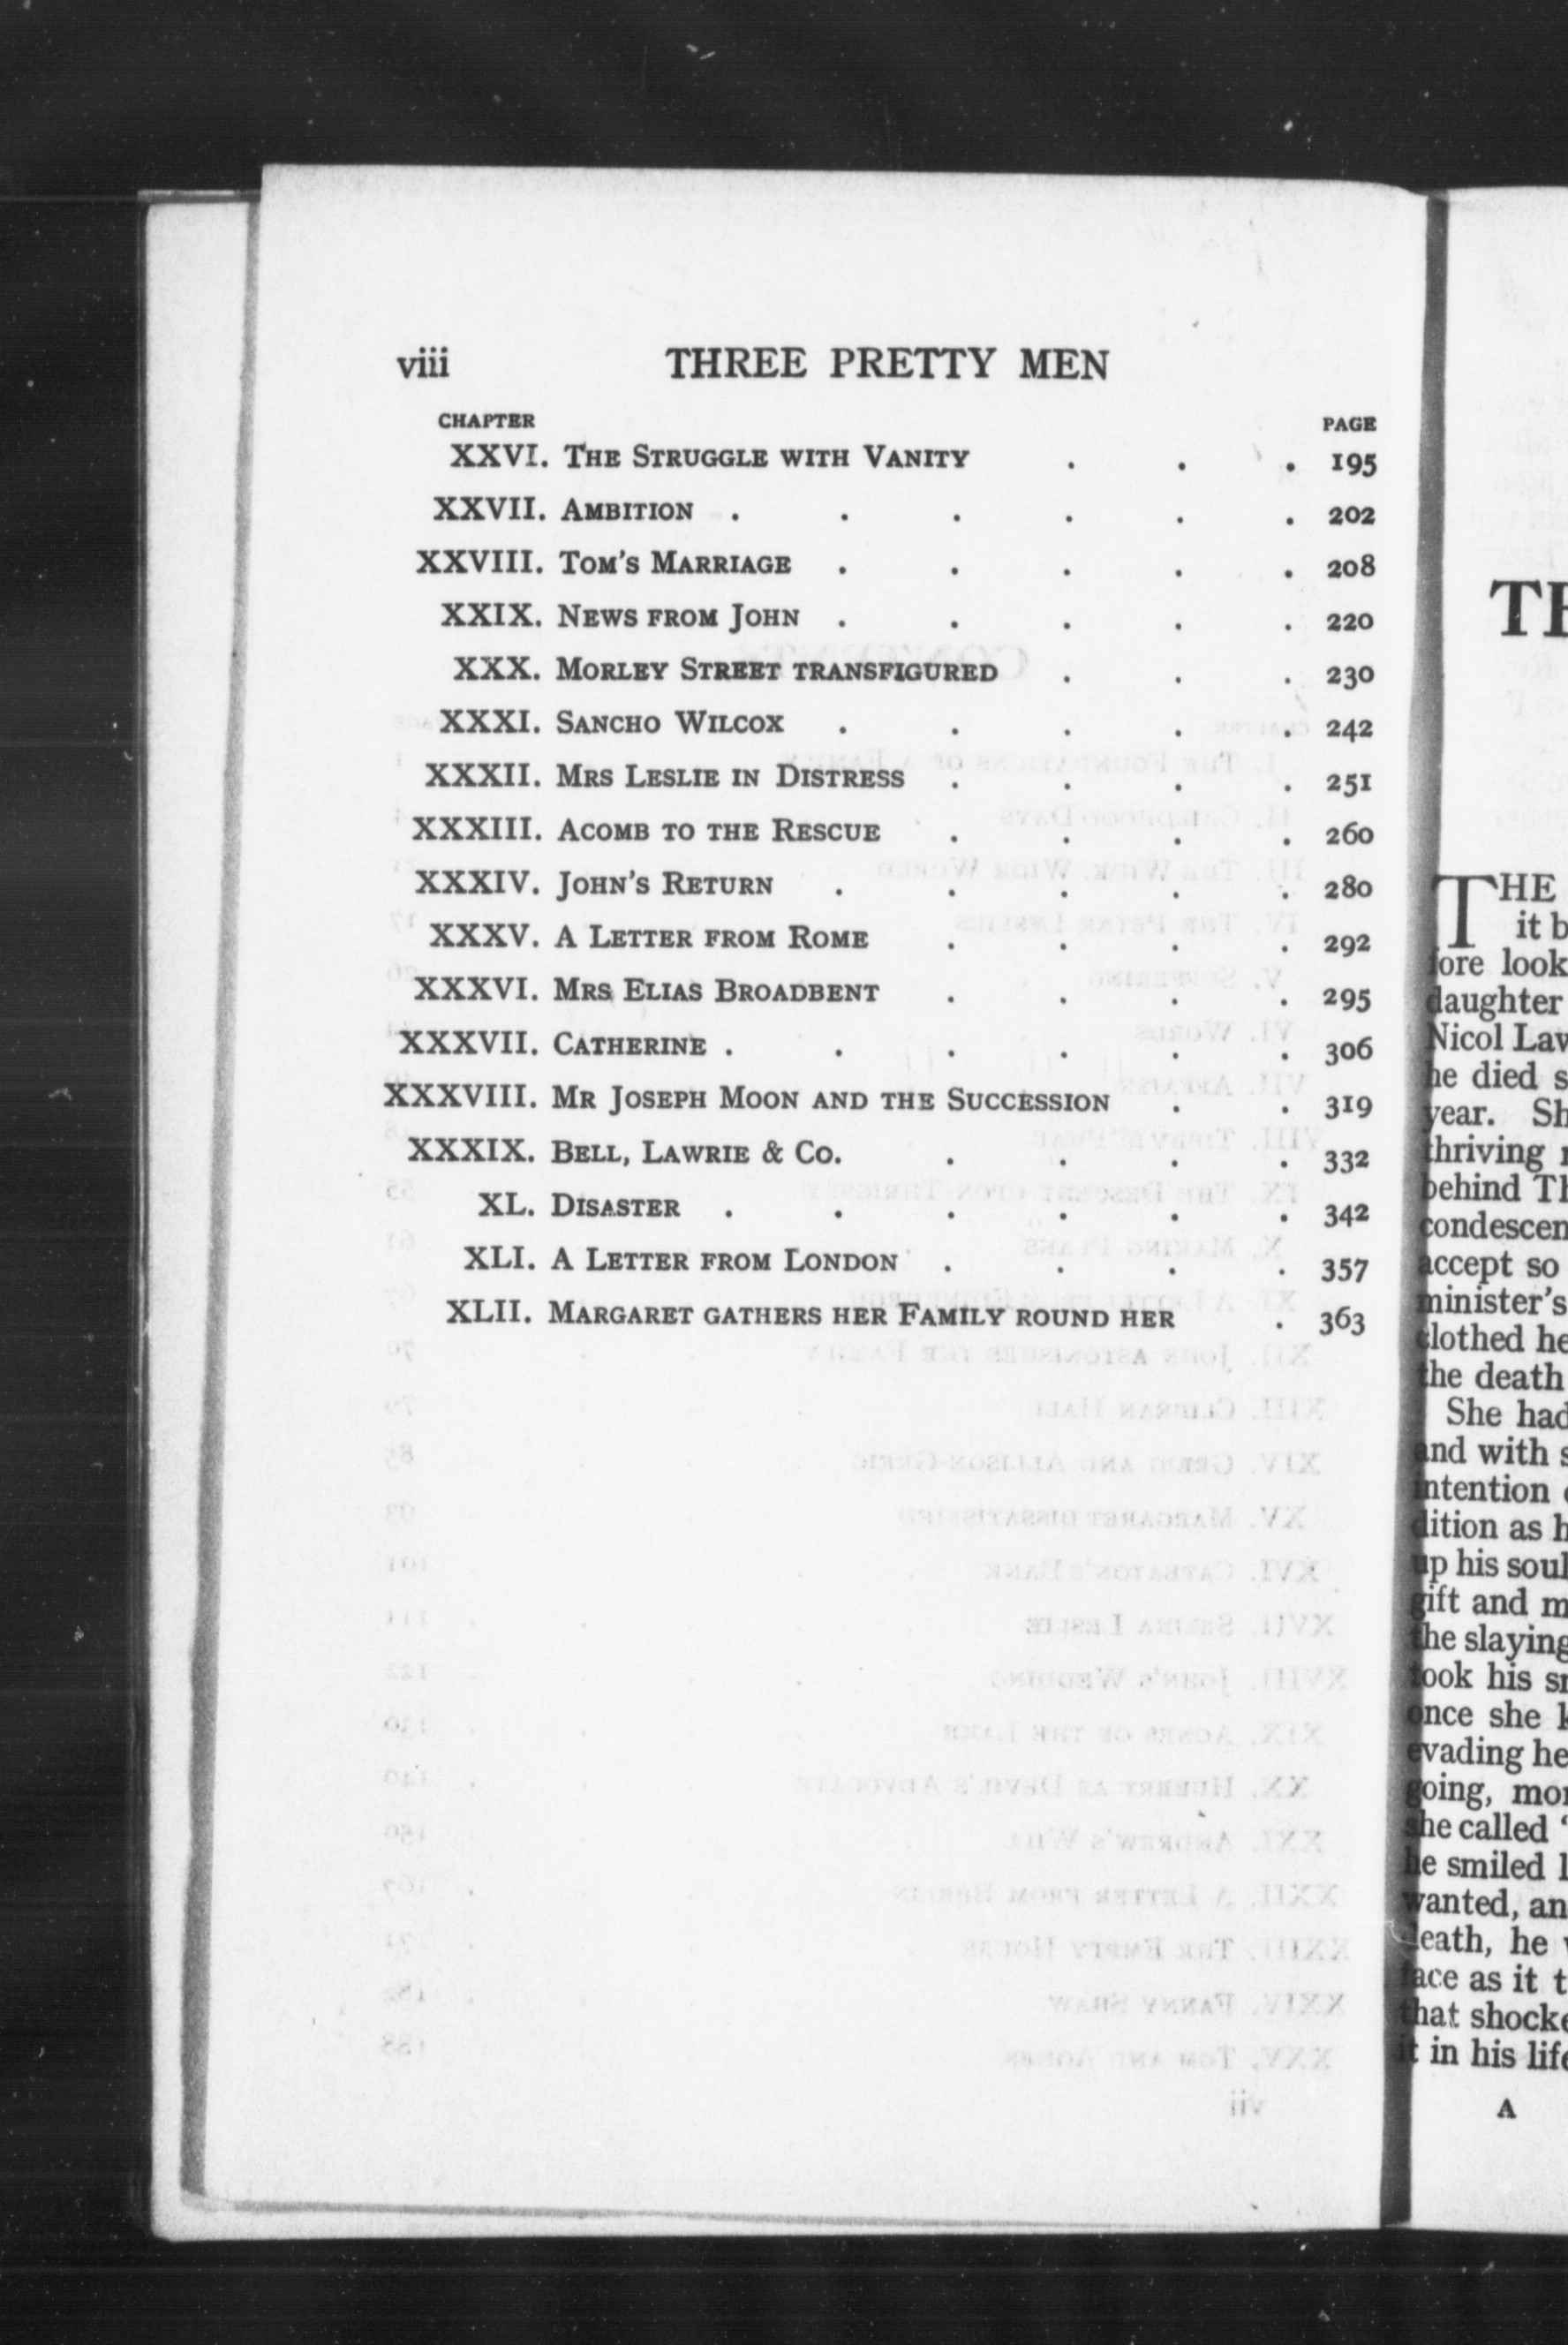 viii THREE PRETTY MEN
CHAPTER PAGE
XXVI. The Struggle with Vanity . . . 195
XXVII. Ambition . . . . . . 202
XXVIII. Tom's Marriage . . . . . 208
XXIX. News from John . . . . . 220
XXX. Morley Street transfigured . . . 230
XXXI. Sancho Wilcox . . . . . 242
XXXII. Mrs Leslie in Distress . . . . 251
XXXIII. Acomb to the Rescue . . . . 260
XXXIV. John's Return . . . . . 280
XXXV. A Letter from Rome . . . . 292
XXXVI. Mrs Elias Broadbent . . . . 295
XXXVII. Catherine . . . . . . 306
XXXVIII. Mr Joseph Moon and the Succession . . 319
XXXIX. Bell, Lawrie & Co. . . . . 332
XL. Disaster . . . . . . 342
XLI. A Letter from London . . . . 357
XLII. Margaret gathers her Family round her . 363
THE
it b
fore look
daughter
Nicol Law
he died s
year. Sh
thriving
behind Th
condescen
accept so
minister's
clothed he
the death
She had
and with s
intention
dition as h
up his soul
gift and m
the slaying
took his sn
once she k
evading he
going, mor
she called '
he smiled l
wanted, an
death, he
face as it t
that shocke
it in his life
A